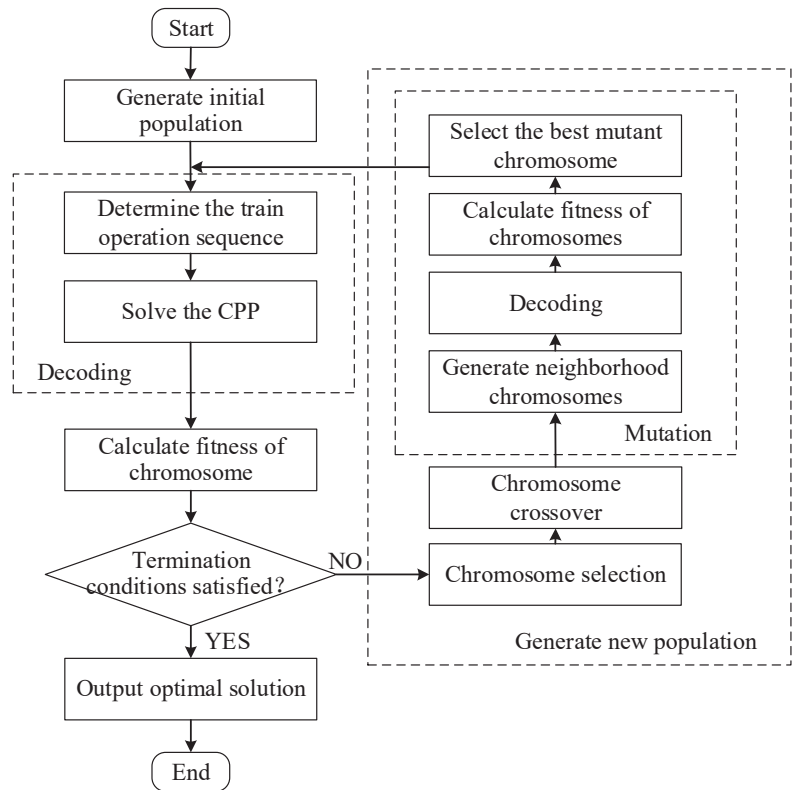 Start
Generate initial
population
Determine the train
operation sequence
Solve the CPP
Decoding
Calculate fitness of
chromosome
Termination
conditions satisfied？
NO
YES
Output optimal solution
End
Select the best mutant
chromosome
Calculate fitness of
chromosomes
Decoding
Generate neighborhood
chromosomes
Mutation
Chromosome
crossover
Chromosome selection
Generate new population